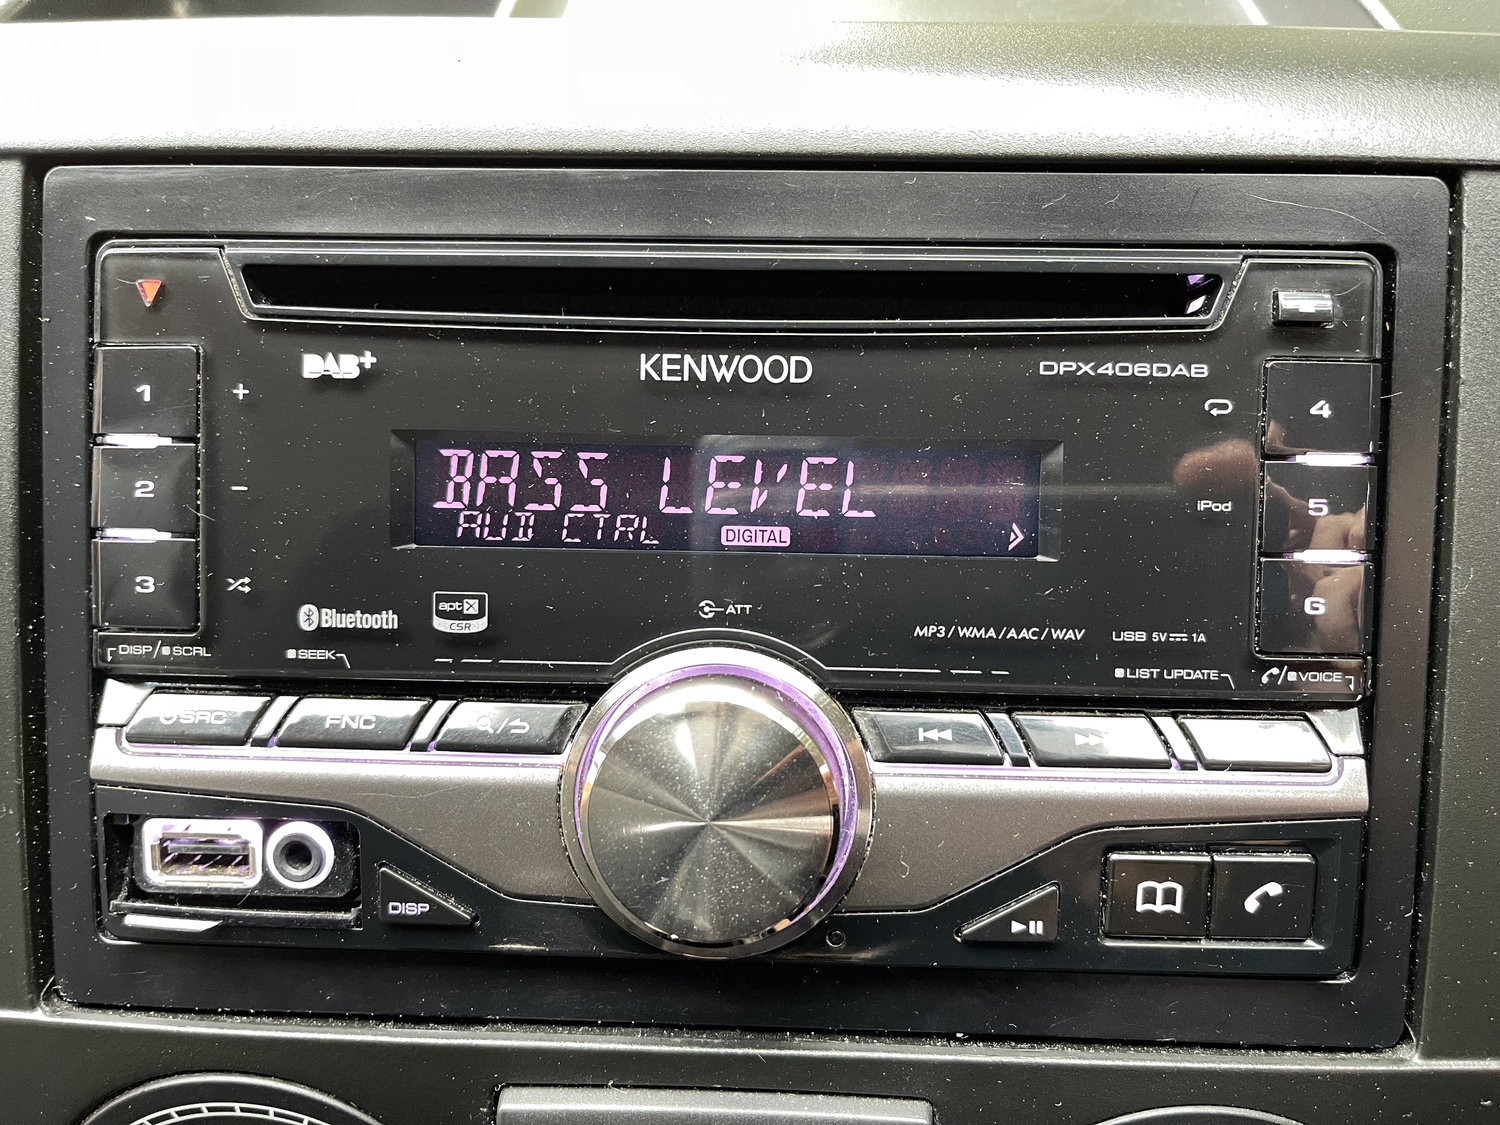 DAB+
KENWOOD
DPX406DAB
1
+
4
BASS LEVEL
2
−
iPod
5
AUD CTRL
DIGITAL
3
6
Bluetooth
aptX
CSR
ATT
MP3/WMA/AAC/WAV
USB 5V 1A
DISP/SCRL
SEEK
LIST UPDATE
/VOICE
SRC
FNC
/
DISP